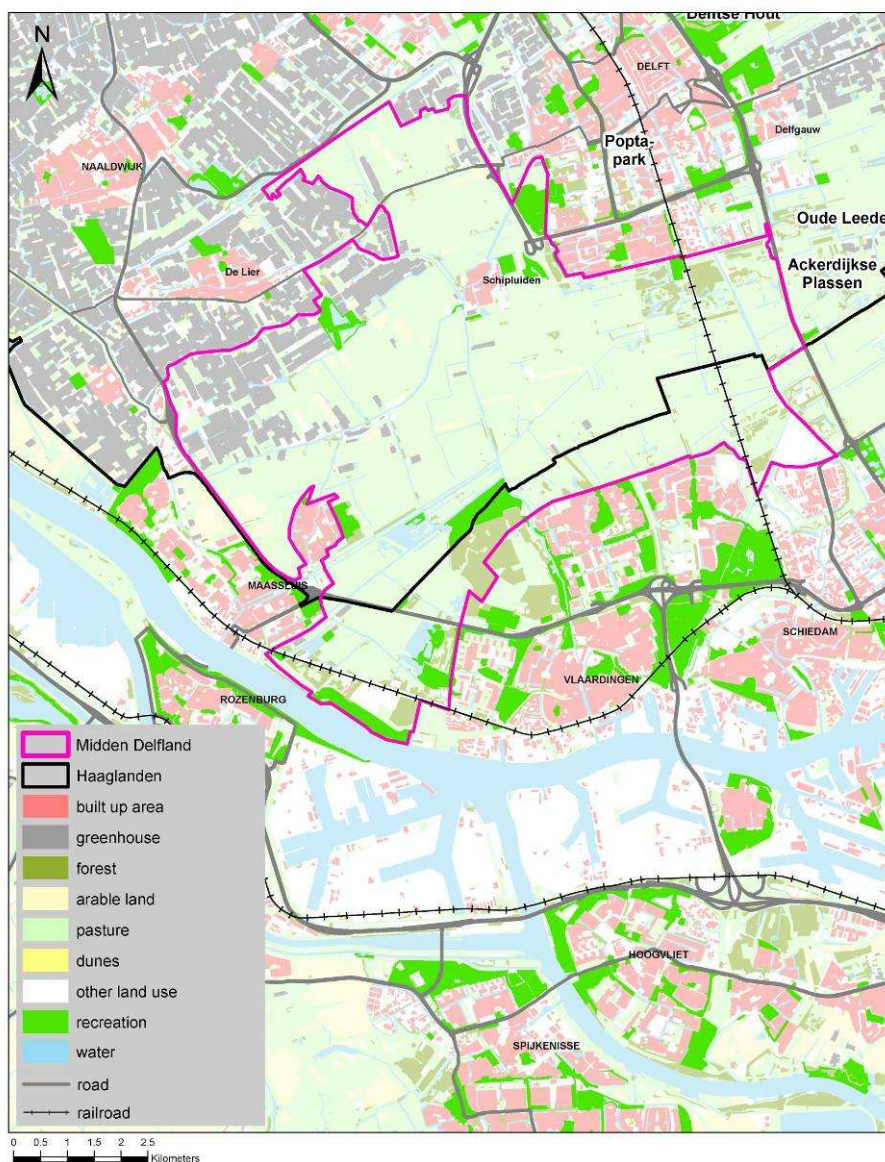 N
Delftse Hout
DELFT
Delfgauw
Popta-
park
NAALDWIJK
Oude Leede
De Lier
Ackerdijkse
Plassen
Schipluiden
MAASSLUIS
SCHIEDAM
VLAARDINGEN
ROZENBURG
HOOGVLIET
SPIJKENISSE
Midden Delfland
Haaglanden
built up area
greenhouse
forest
arable land
pasture
dunes
other land use
recreation
water
road
railroad
0 0.5 1 1.5 2 2.5
Kilometers